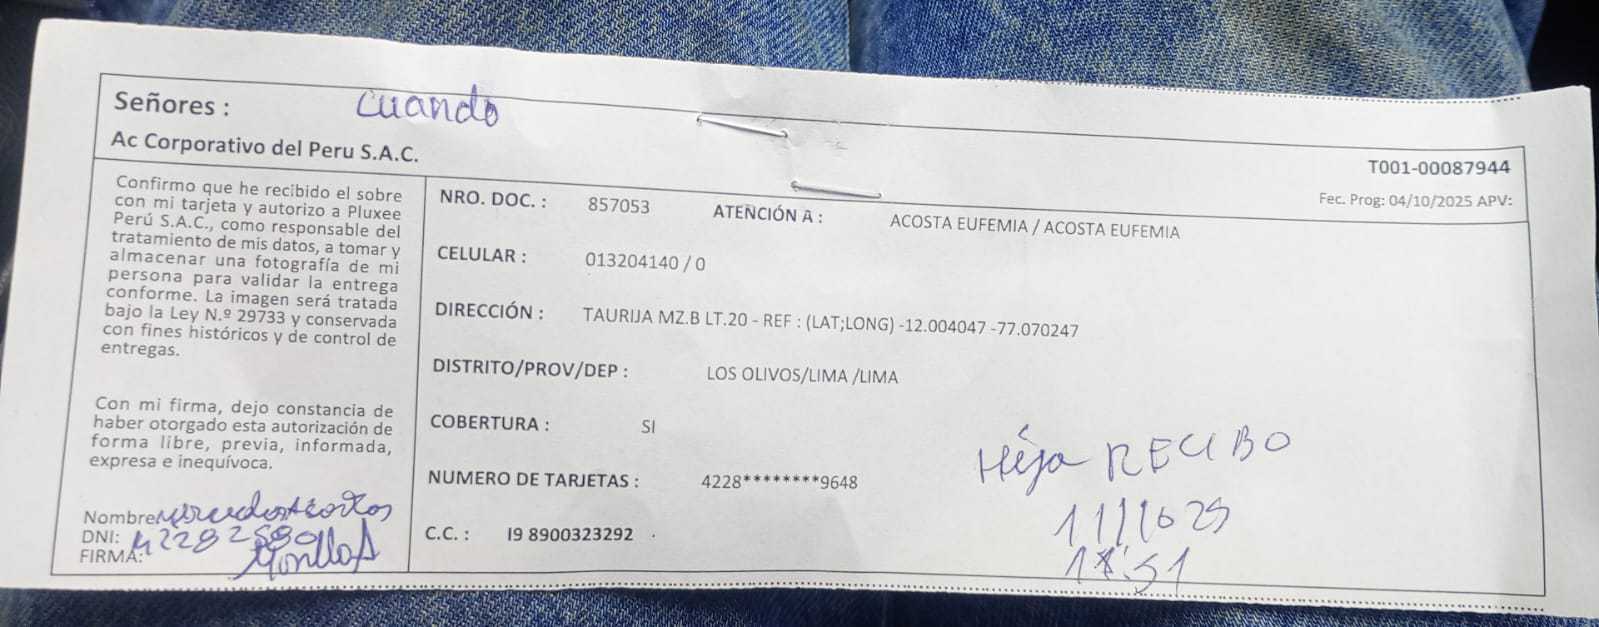 Señores : cuando
Ac Corporativo del Peru S.A.C.
T001-00087944
Fec. Prog: 04/10/2025 APV:
Confirmo que he recibido el sobre
con mi tarjeta y autorizo a Pluxee
Perú S.A.C., como responsable del
tratamiento de mis datos, a tomar y
almacenar una fotografía de mi
persona para validar la entrega
conforme. La imagen será tratada
bajo la Ley N.º 29733 y conservada
con fines históricos y de control de
entregas.
Con mi firma, dejo constancia de
haber otorgado esta autorización de
forma libre, previa, informada,
expresa e inequívoca.
Nombre
DNI:
FIRMA:
NRO. DOC. : 857053 ATENCIÓN A : ACOSTA EUFEMIA / ACOSTA EUFEMIA
CELULAR : 013204140 / 0
DIRECCIÓN : TAURIJA MZ.B LT.20 - REF : (LAT;LONG) -12.004047 -77.070247
DISTRITO/PROV/DEP : LOS OLIVOS/LIMA /LIMA
COBERTURA : SI
NUMERO DE TARJETAS : 4228********9648
C.C. : I9 8900323292
Hija RECIBO